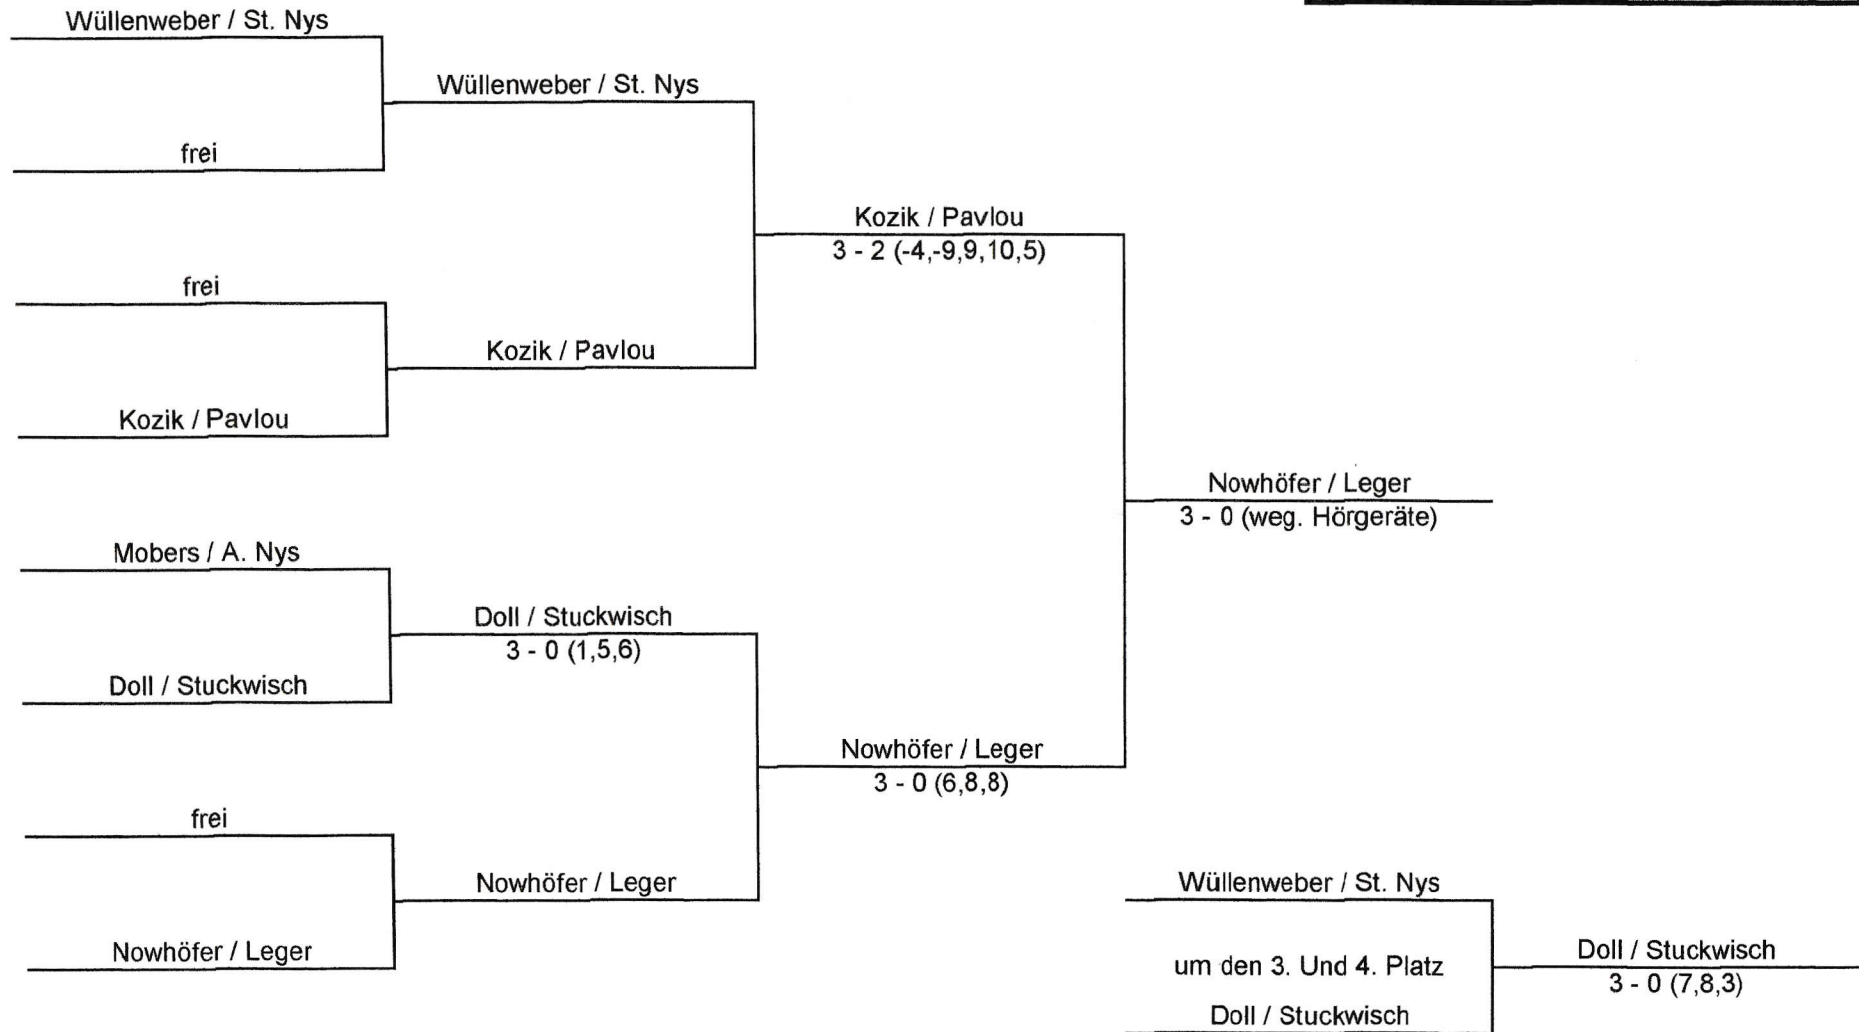 Wüllenweber / St. Nys
Wüllenweber / St. Nys
frei
Kozik / Pavlou
3 - 2 (-4,-9,9,10,5)
frei
Kozik / Pavlou
Kozik / Pavlou
Nowhöfer / Leger
3 - 0 (weg. Hörgeräte)
Mobers / A. Nys
Doll / Stuckwisch
3 - 0 (1,5,6)
Doll / Stuckwisch
Nowhöfer / Leger
3 - 0 (6,8,8)
frei
Nowhöfer / Leger
Nowhöfer / Leger
Wüllenweber / St. Nys
um den 3. Und 4. Platz
Doll / Stuckwisch
Doll / Stuckwisch
3 - 0 (7,8,3)